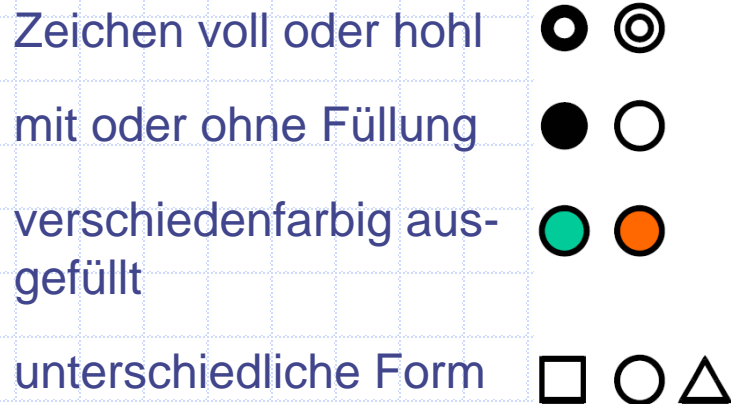 Zeichen voll oder hohl
mit oder ohne Füllung
verschiedenfarbig aus-
gefüllt
unterschiedliche Form